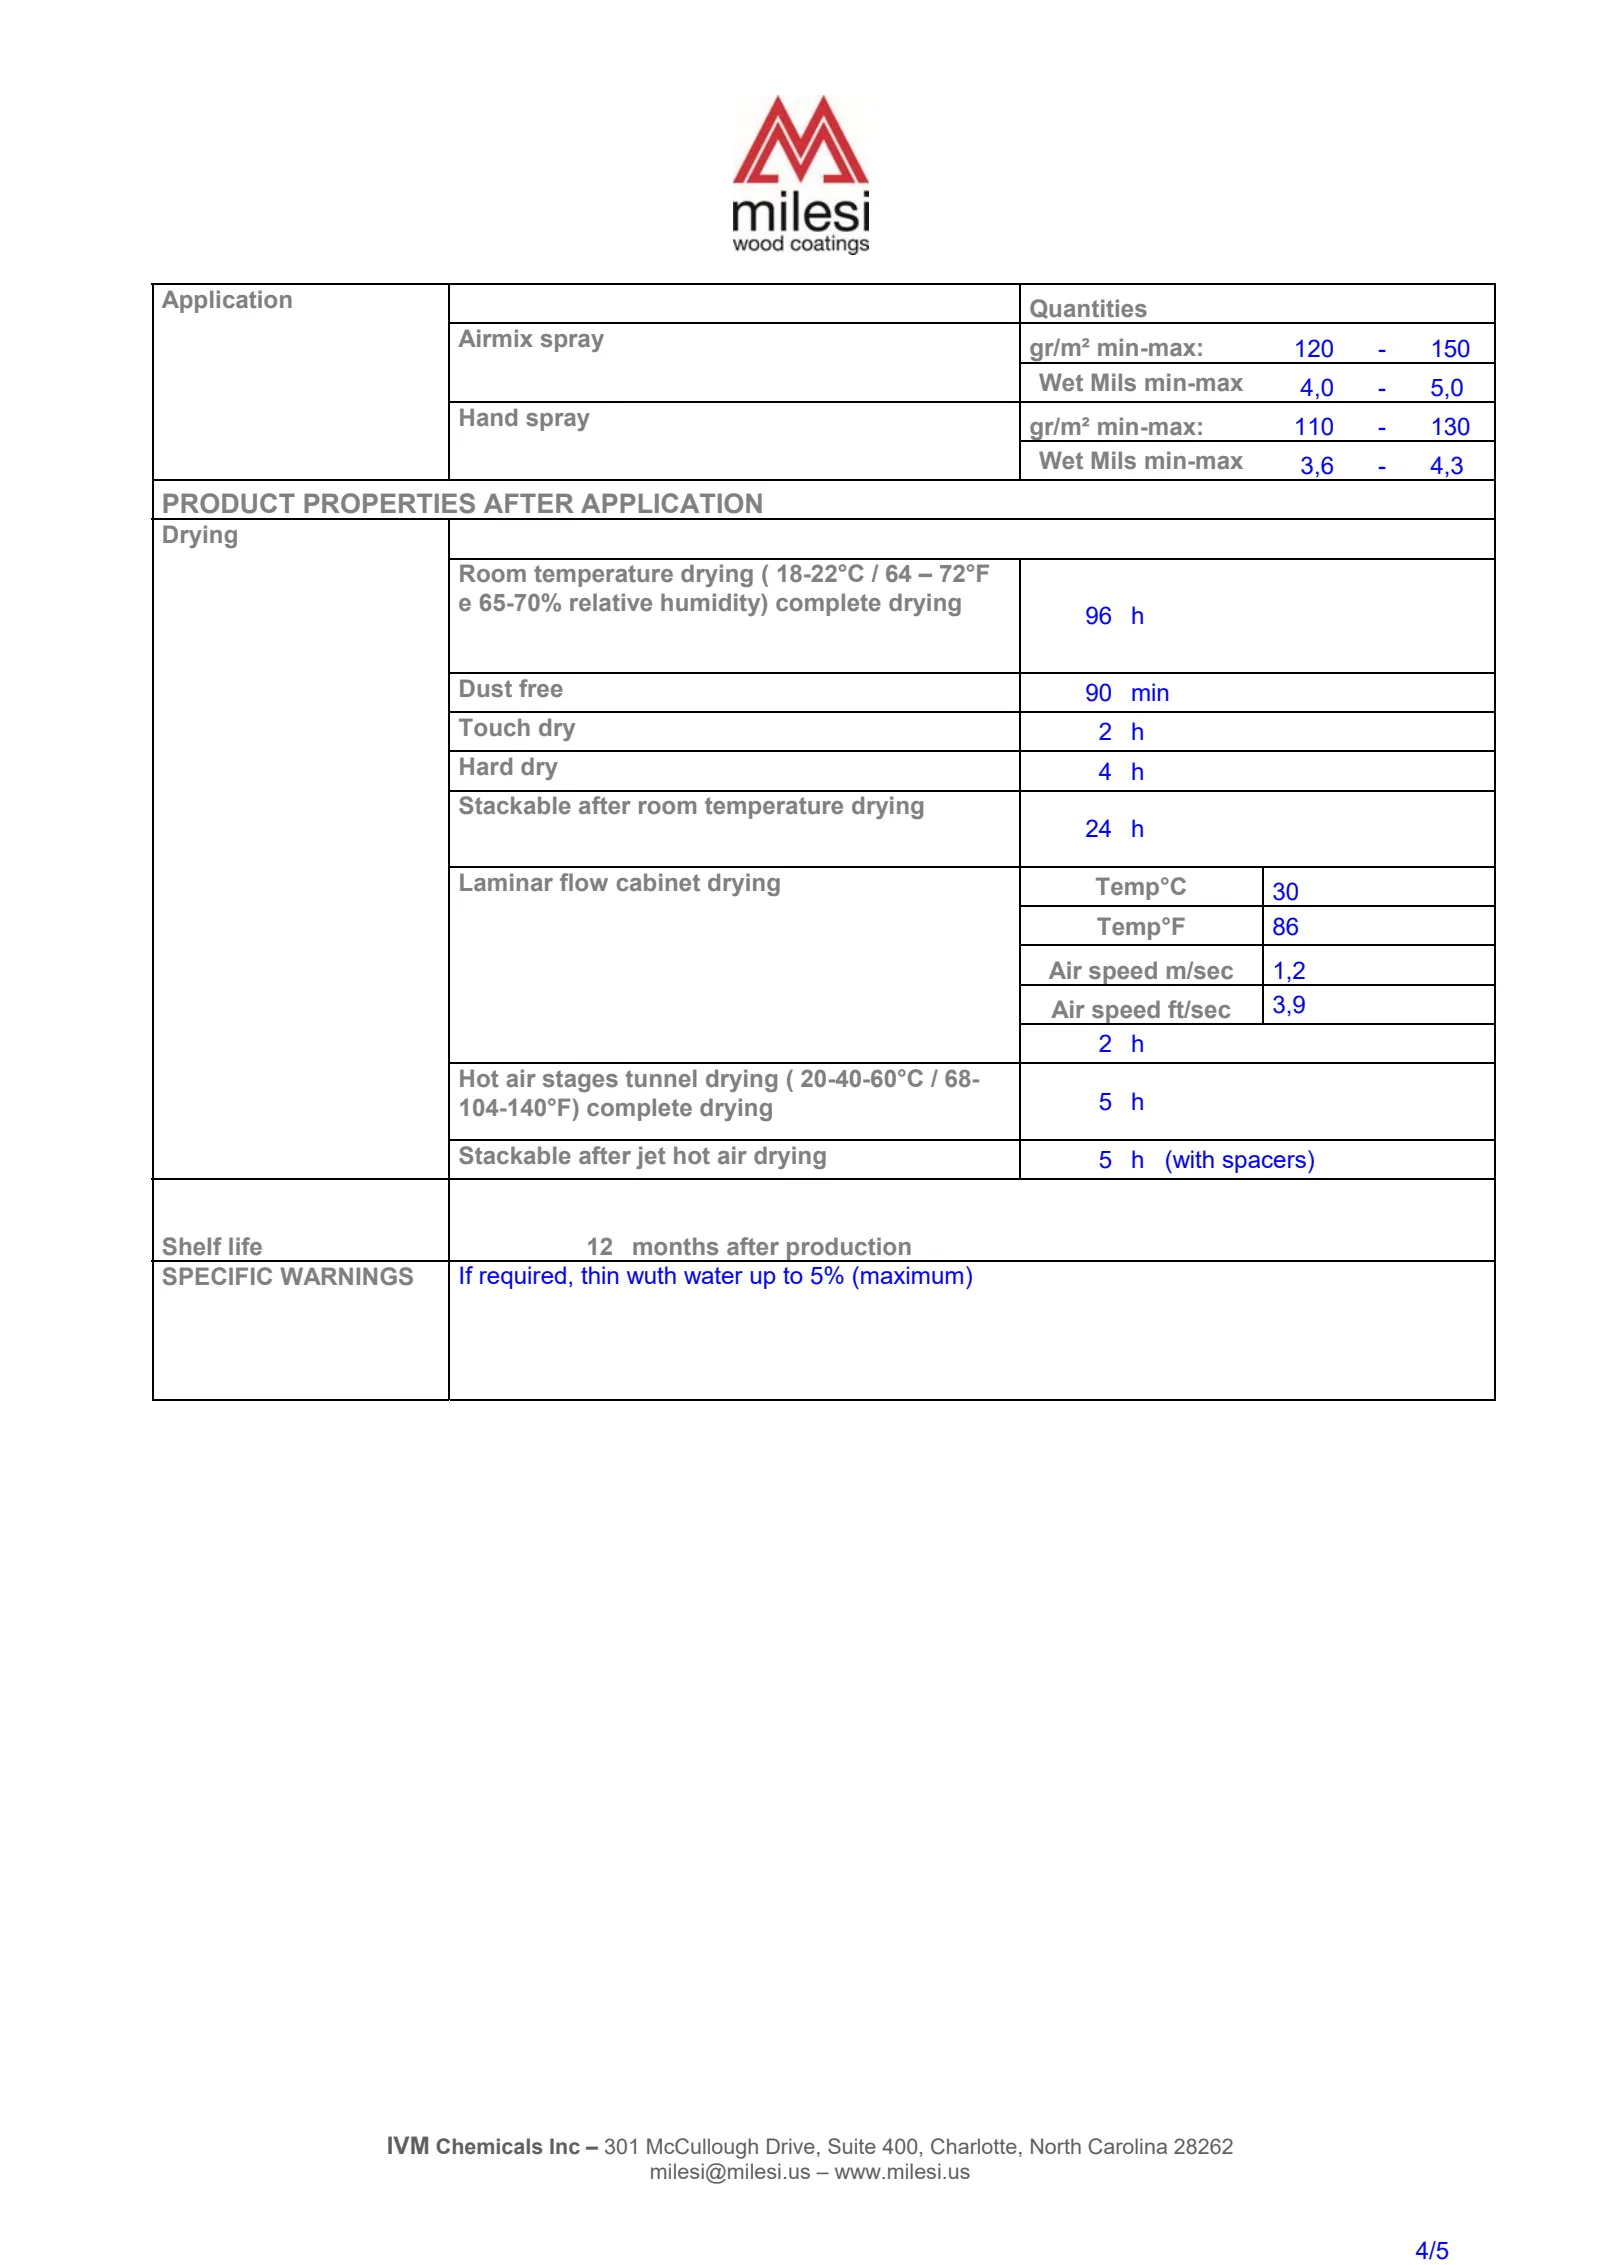 milesi
wood coatings
Application
Quantities
Airmix spray
gr/m² min-max: 120 - 150
Wet Mils min-max 4,0 - 5,0
Hand spray
gr/m² min-max: 110 - 130
Wet Mils min-max 3,6 - 4,3
PRODUCT PROPERTIES AFTER APPLICATION
Drying
Room temperature drying ( 18-22°C / 64 – 72°F
e 65-70% relative humidity) complete drying
96 h
Dust free 90 min
Touch dry 2 h
Hard dry 4 h
Stackable after room temperature drying
24 h
Laminar flow cabinet drying Temp°C 30
Temp°F 86
Air speed m/sec 1,2
Air speed ft/sec 3,9
2 h
Hot air stages tunnel drying ( 20-40-60°C / 68-
104-140°F) complete drying
5 h
Stackable after jet hot air drying 5 h (with spacers)
Shelf life 12 months after production
SPECIFIC WARNINGS If required, thin wuth water up to 5% (maximum)
IVM Chemicals Inc – 301 McCullough Drive, Suite 400, Charlotte, North Carolina 28262
milesi@milesi.us – www.milesi.us
4/5